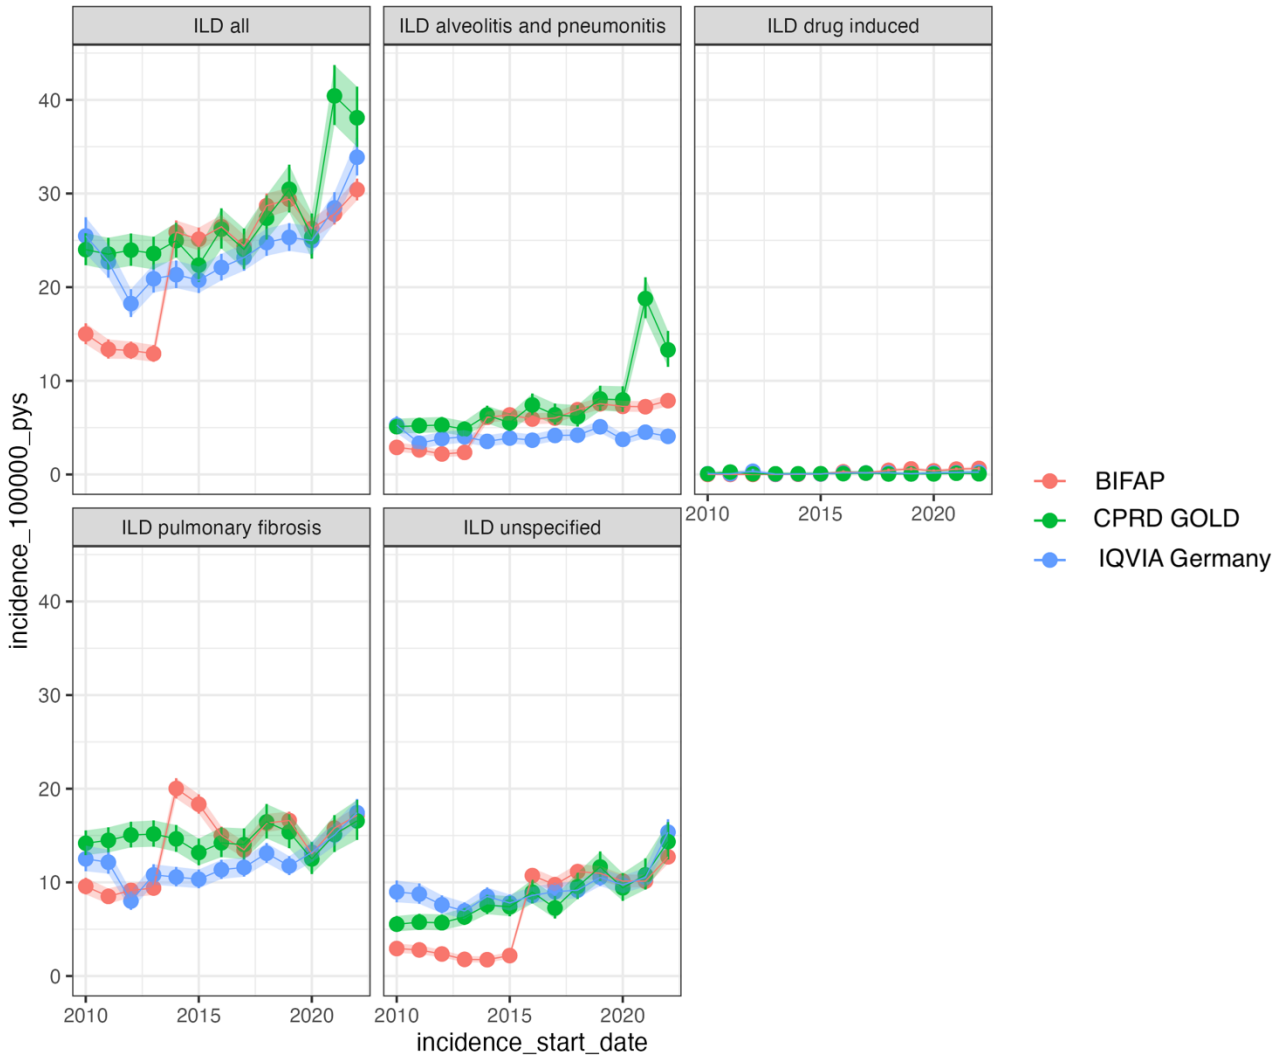 ILD all
ILD alveolitis and pneumonitis
ILD drug induced
40
30
20
10
0
2010
2015
2020
ILD pulmonary fibrosis
ILD unspecified
40
30
20
10
0
2010
2015
2020
2010
2015
2020
incidence_start_date
incidence_100000_pys
BIFAP
CPRD GOLD
IQVIA Germany